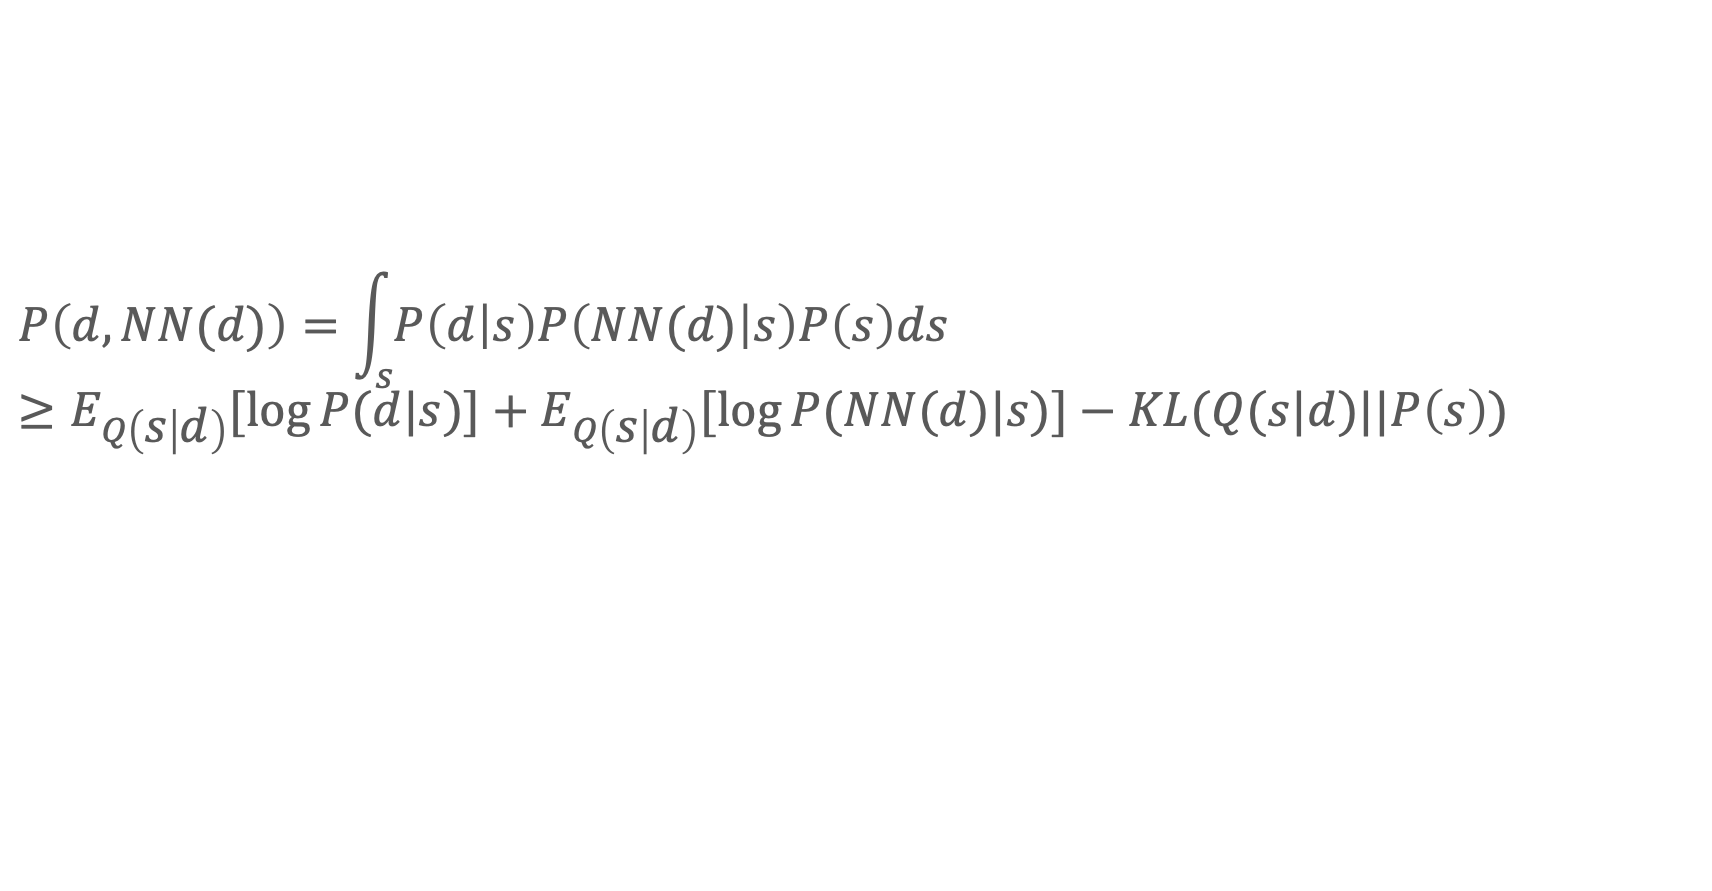 P(d, NN(d)) = ∫_s P(d|s)P(NN(d)|s)P(s)ds
≥ E_{Q(s|d)}[log P(d|s)] + E_{Q(s|d)}[log P(NN(d)|s)] − KL(Q(s|d)||P(s))